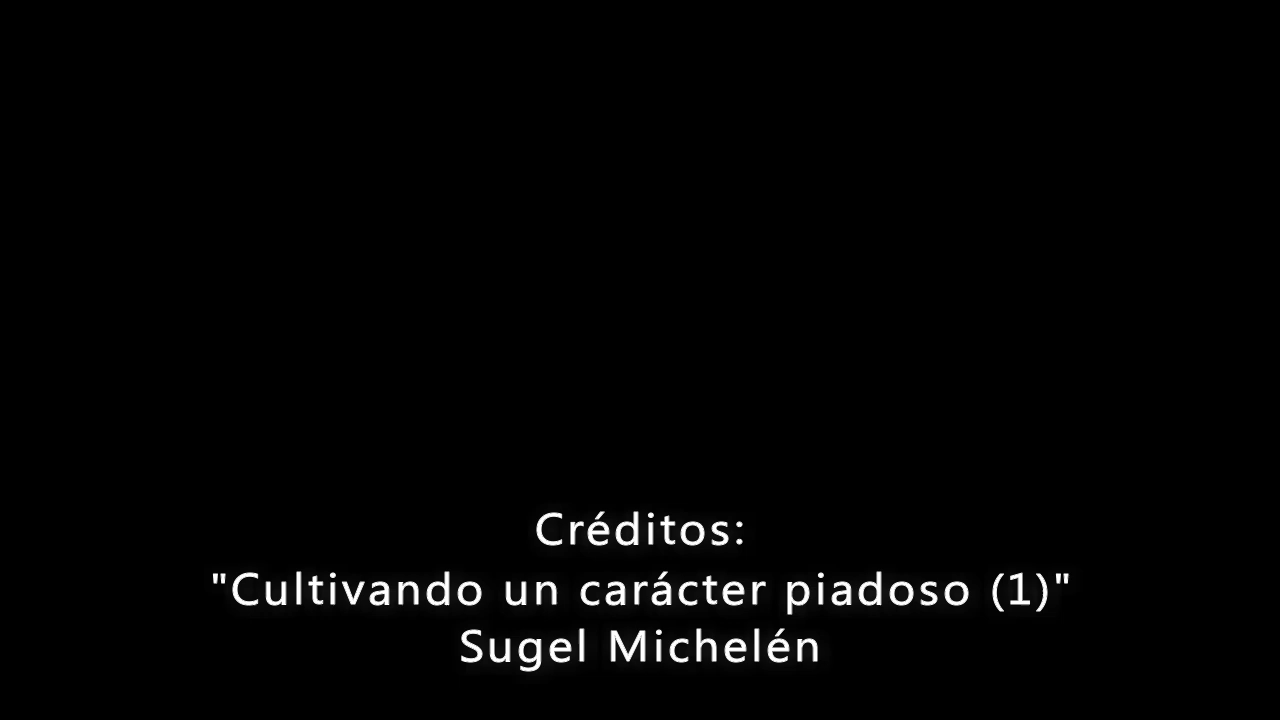 Créditos:
"Cultivando un carácter piadoso (1)"
Sugel Michelén